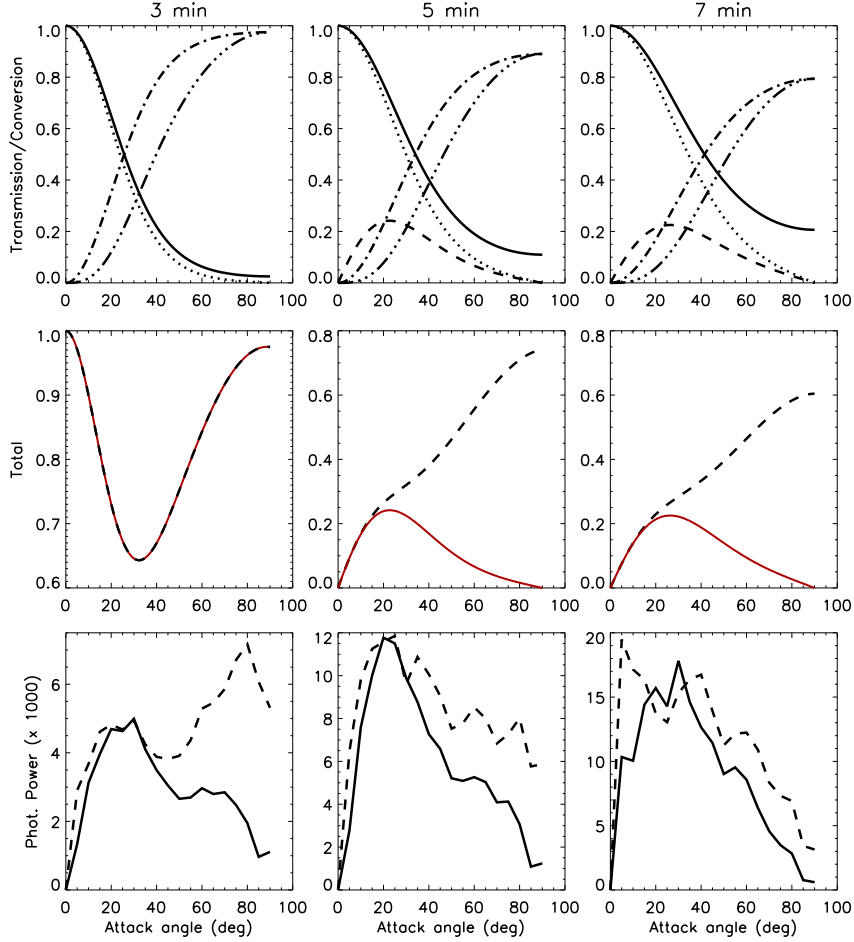 3 min 5 min 7 min
Transmission/Conversion
1.0 0.8 0.6 0.4 0.2 0.0
0 20 40 60 80 100
1.0 0.8 0.6 0.4 0.2 0.0
0 20 40 60 80 100
1.0 0.8 0.6 0.4 0.2 0.0
0 20 40 60 80 100
Total
1.0 0.9 0.8 0.7 0.6
0 20 40 60 80 100
0.8 0.6 0.4 0.2 0.0
0 20 40 60 80 100
0.8 0.6 0.4 0.2 0.0
0 20 40 60 80 100
Phot. Power (x 1000)
6 4 2 0
0 20 40 60 80 100
Attack angle (deg)
12 10 8 6 4 2 0
0 20 40 60 80 100
Attack angle (deg)
20 15 10 5 0
0 20 40 60 80 100
Attack angle (deg)